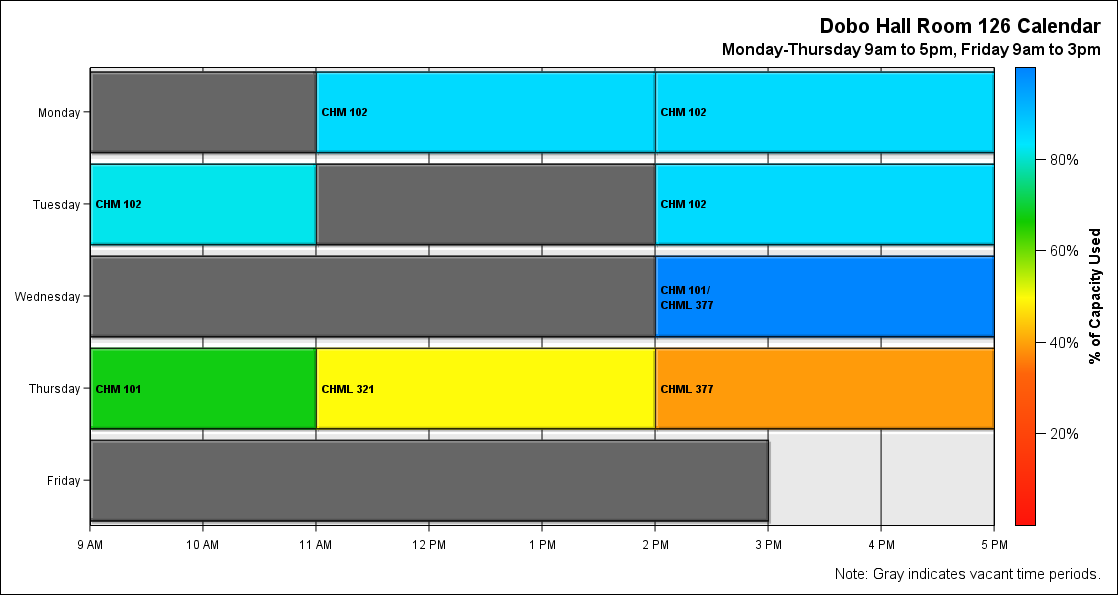 Dobo Hall Room 126 Calendar
Monday-Thursday 9am to 5pm, Friday 9am to 3pm
Monday
CHM 102
CHM 102
Tuesday
CHM 102
CHM 102
Wednesday
CHM 101/
CHML 377
Thursday
CHM 101
CHML 321
CHML 377
Friday
9 AM
10 AM
11 AM
12 PM
1 PM
2 PM
3 PM
4 PM
5 PM
80%
60%
40%
20%
% of Capacity Used
Note: Gray indicates vacant time periods.